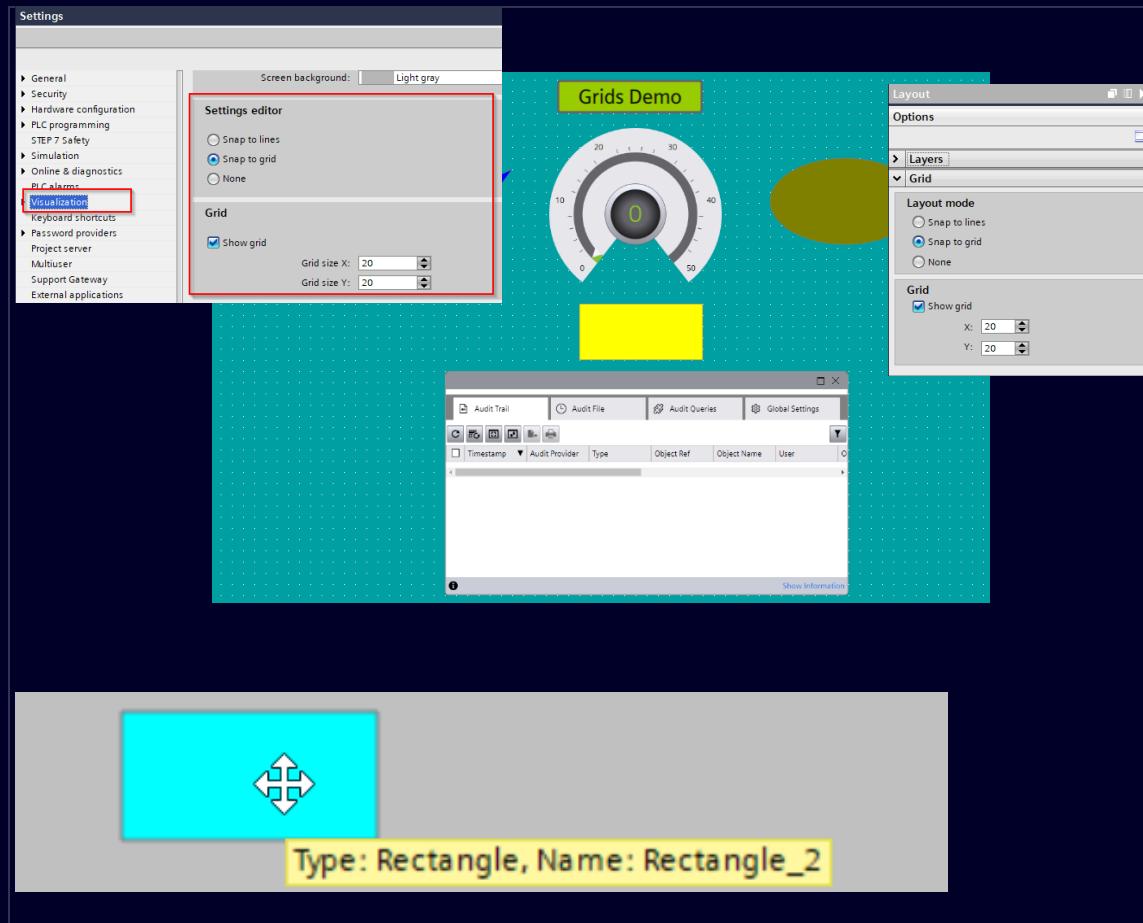 Settings
General
Security
Hardware configuration
PLC programming
STEP 7 Safety
Simulation
Online & diagnostics
PLC alarms
Visualization
Keyboard shortcuts
Password providers
Project server
Multiuser
Support Gateway
External applications
Screen background: Light gray
Settings editor
Snap to lines
Snap to grid
None
Grid
Show grid
Grid size X: 20
Grid size Y: 20
Grids Demo
0
10
20
30
40
50
0
Layout
Options
Layers
Grid
Layout mode
Snap to lines
Snap to grid
None
Grid
Show grid
X: 20
Y: 20
Audit Trail Audit File Audit Queries Global Settings
Timestamp Audit Provider Type Object Ref Object Name User O
Show Information
Type: Rectangle, Name: Rectangle_2